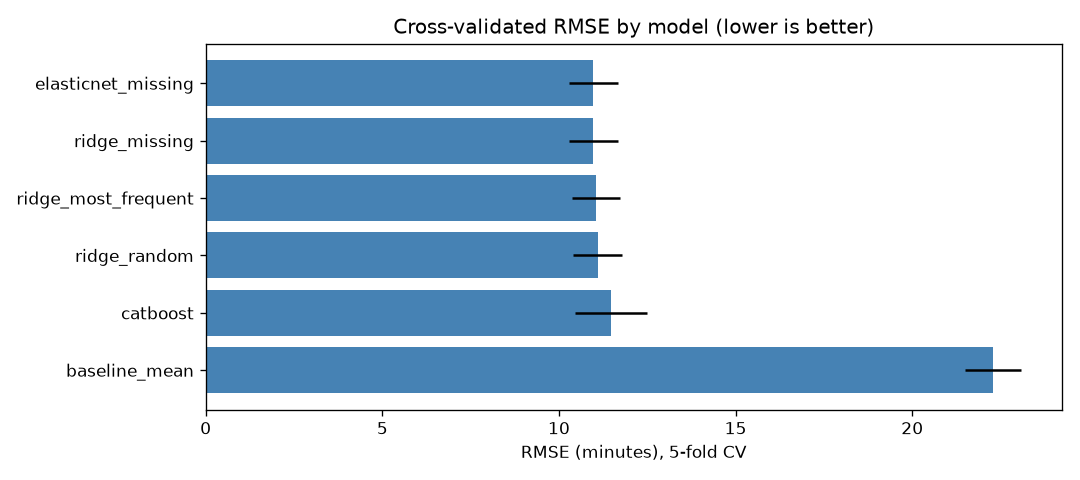 Cross-validated RMSE by model (lower is better)
elasticnet_missing
ridge_missing
ridge_most_frequent
ridge_random
catboost
baseline_mean
0 5 10 15 20
RMSE (minutes), 5-fold CV